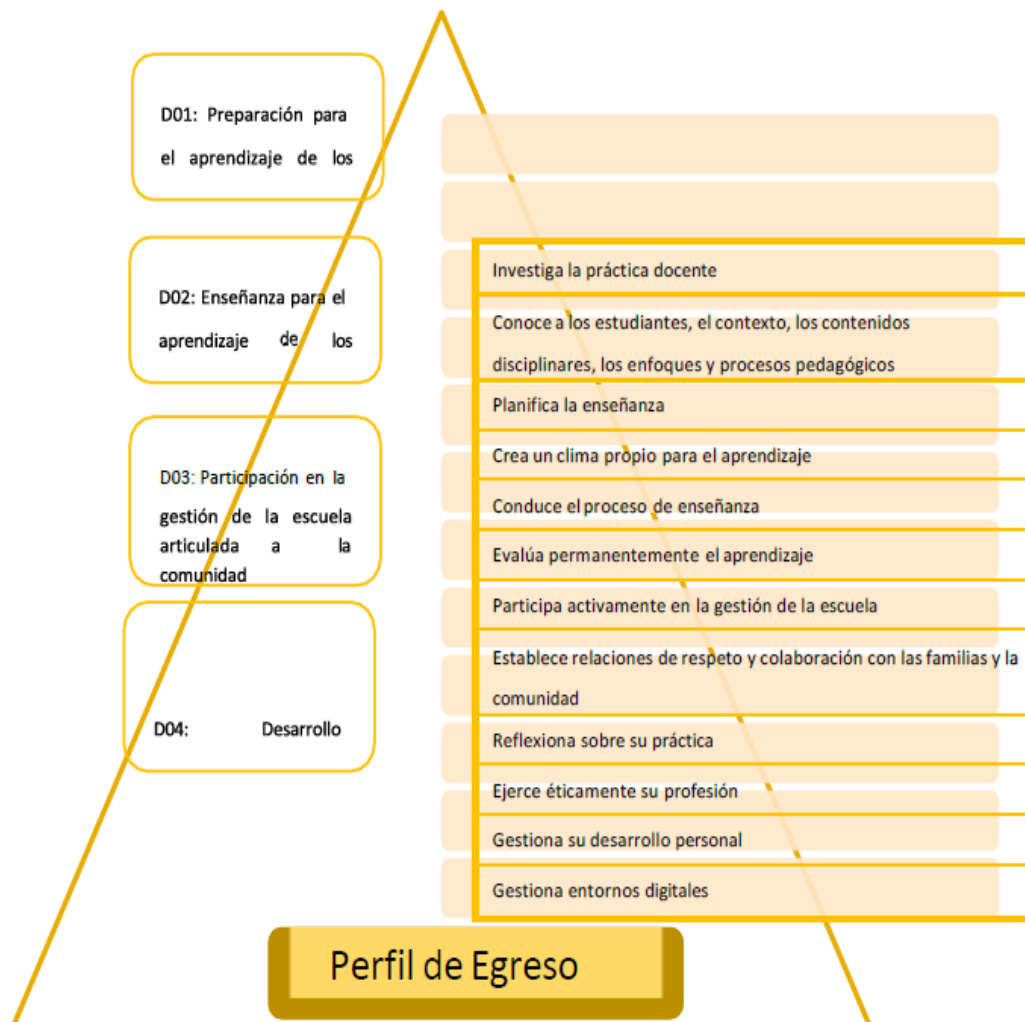 D01: Preparación para
el aprendizaje de los
D02: Enseñanza para el
aprendizaje de los
D03: Participación en la
gestión de la escuela
articulada a la
comunidad
D04: Desarrollo
Investiga la práctica docente
Conoce a los estudiantes, el contexto, los contenidos
disciplinares, los enfoques y procesos pedagógicos
Planifica la enseñanza
Crea un clima propio para el aprendizaje
Conduce el proceso de enseñanza
Evalúa permanentemente el aprendizaje
Participa activamente en la gestión de la escuela
Establece relaciones de respeto y colaboración con las familias y la
comunidad
Reflexiona sobre su práctica
Ejerce éticamente su profesión
Gestiona su desarrollo personal
Gestiona entornos digitales
Perfil de Egreso